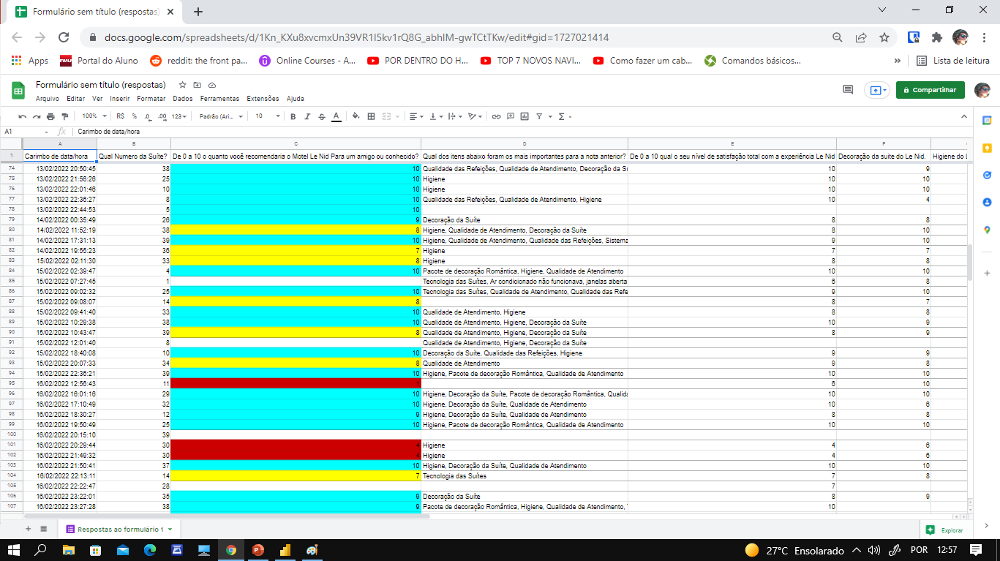 Formulário sem título (respostas)
docs.google.com/spreadsheets/d/1Kn_KXu8xvcmxUn39VR1I5kv1rQ8G_abhIM-gwTCtTKw/edit#gid=1727021414
Apps Portal do Aluno reddit: the front pa... Online Courses - A... POR DENTRO DO H... TOP 7 NOVOS NAVI... Como fazer um cab... Comandos básicos... » Lista de leitura
Formulário sem título (respostas)
Arquivo Editar Ver Inserir Formatar Dados Ferramentas Extensões Ajuda
Compartilhar
100% R$ % .0 .00 123 Padrão (Ari... 10 B I S A
A1 fx Carimbo de data/hora
A B C D E F
1 Carimbo de data/hora Qual Numero da Suíte? De 0 a 10 o quanto você recomendaria o Motel Le Nid Para um amigo ou conhecido? Qual dos itens abaixo foram os mais importantes para a nota anterior? De 0 a 10 qual o seu nível de satisfação total com a experiência Le Nid Decoração da suite do Le Nid. Higiene do L
74 13/02/2022 20:50:45 38 10 Qualidade das Refeições, Qualidade de Atendimento, Decoração da Su 10 9
75 13/02/2022 21:56:26 25 10 Higiene 10 10
76 13/02/2022 22:01:46 10 10 Higiene 10 10
77 13/02/2022 22:36:27 8 10 Qualidade das Refeições, Qualidade de Atendimento, Higiene 10 4
78 13/02/2022 22:44:53 5 10
79 14/02/2022 00:35:49 26 9 Decoração da Suíte 8 8
80 14/02/2022 11:52:19 38 8 Higiene, Qualidade de Atendimento, Decoração da Suíte 8 10
81 14/02/2022 17:31:13 39 10 Higiene, Qualidade de Atendimento, Qualidade das Refeições, Sistema 9 10
82 14/02/2022 19:55:23 36 7 Higiene 7 7
83 15/02/2022 02:11:30 33 8 Higiene 8 8
84 15/02/2022 02:39:47 4 10 Pacote de decoração Romântica, Higiene, Qualidade de Atendimento 10 10
85 15/02/2022 07:27:45 1 Tecnologia das Suítes, Ar condicionado não funcionava, janelas aberta 6 8
86 15/02/2022 09:02:32 25 10 Tecnologia das Suítes, Qualidade de Atendimento, Qualidade das Refe 9 10
87 15/02/2022 09:08:07 14 8 8 7
88 15/02/2022 09:41:40 33 10 Qualidade de Atendimento, Higiene 8 8
89 15/02/2022 10:29:38 38 10 Qualidade de Atendimento, Higiene, Decoração da Suíte 10 9
90 15/02/2022 10:43:47 39 8 Qualidade de Atendimento, Higiene, Decoração da Suíte 8 9
91 15/02/2022 12:01:40 8 Qualidade de Atendimento, Higiene, Decoração da Suíte
92 15/02/2022 18:40:08 10 10 Decoração da Suíte, Qualidade das Refeições, Higiene 9 9
93 15/02/2022 20:07:33 34 8 Qualidade de Atendimento 9 8
94 15/02/2022 22:36:21 39 10 Higiene, Pacote de decoração Romântica, Qualidade de Atendimento 10 10
95 16/02/2022 12:56:43 11 1 6 10
96 16/02/2022 16:01:16 29 10 Higiene, Decoração da Suíte, Pacote de decoração Romântica, Qualida 10 10
97 16/02/2022 17:10:49 32 10 Higiene, Decoração da Suíte, Qualidade de Atendimento 10 6
98 16/02/2022 18:30:27 12 9 Higiene, Decoração da Suíte, Qualidade de Atendimento 8 8
99 16/02/2022 19:50:49 25 10 Higiene, Pacote de decoração Romântica, Qualidade de Atendimento 10 10
100 16/02/2022 20:15:10 39
101 16/02/2022 20:29:44 30 4 Higiene 4 6
102 16/02/2022 21:49:32 30 4 Higiene 4 6
103 16/02/2022 21:50:41 37 10 Higiene, Decoração da Suíte, Qualidade de Atendimento 10 10
104 16/02/2022 22:13:11 14 7 Tecnologia das Suítes 7 8
105 16/02/2022 22:22:47 28 7
106 16/02/2022 23:22:01 35 9 Decoração da Suíte 8 9
107 16/02/2022 23:27:28 38 9 Pacote de decoração Romântica, Higiene, Qualidade de Atendimento, 10
Respostas ao formulário 1 Explorar
27°C Ensolarado POR 12:57